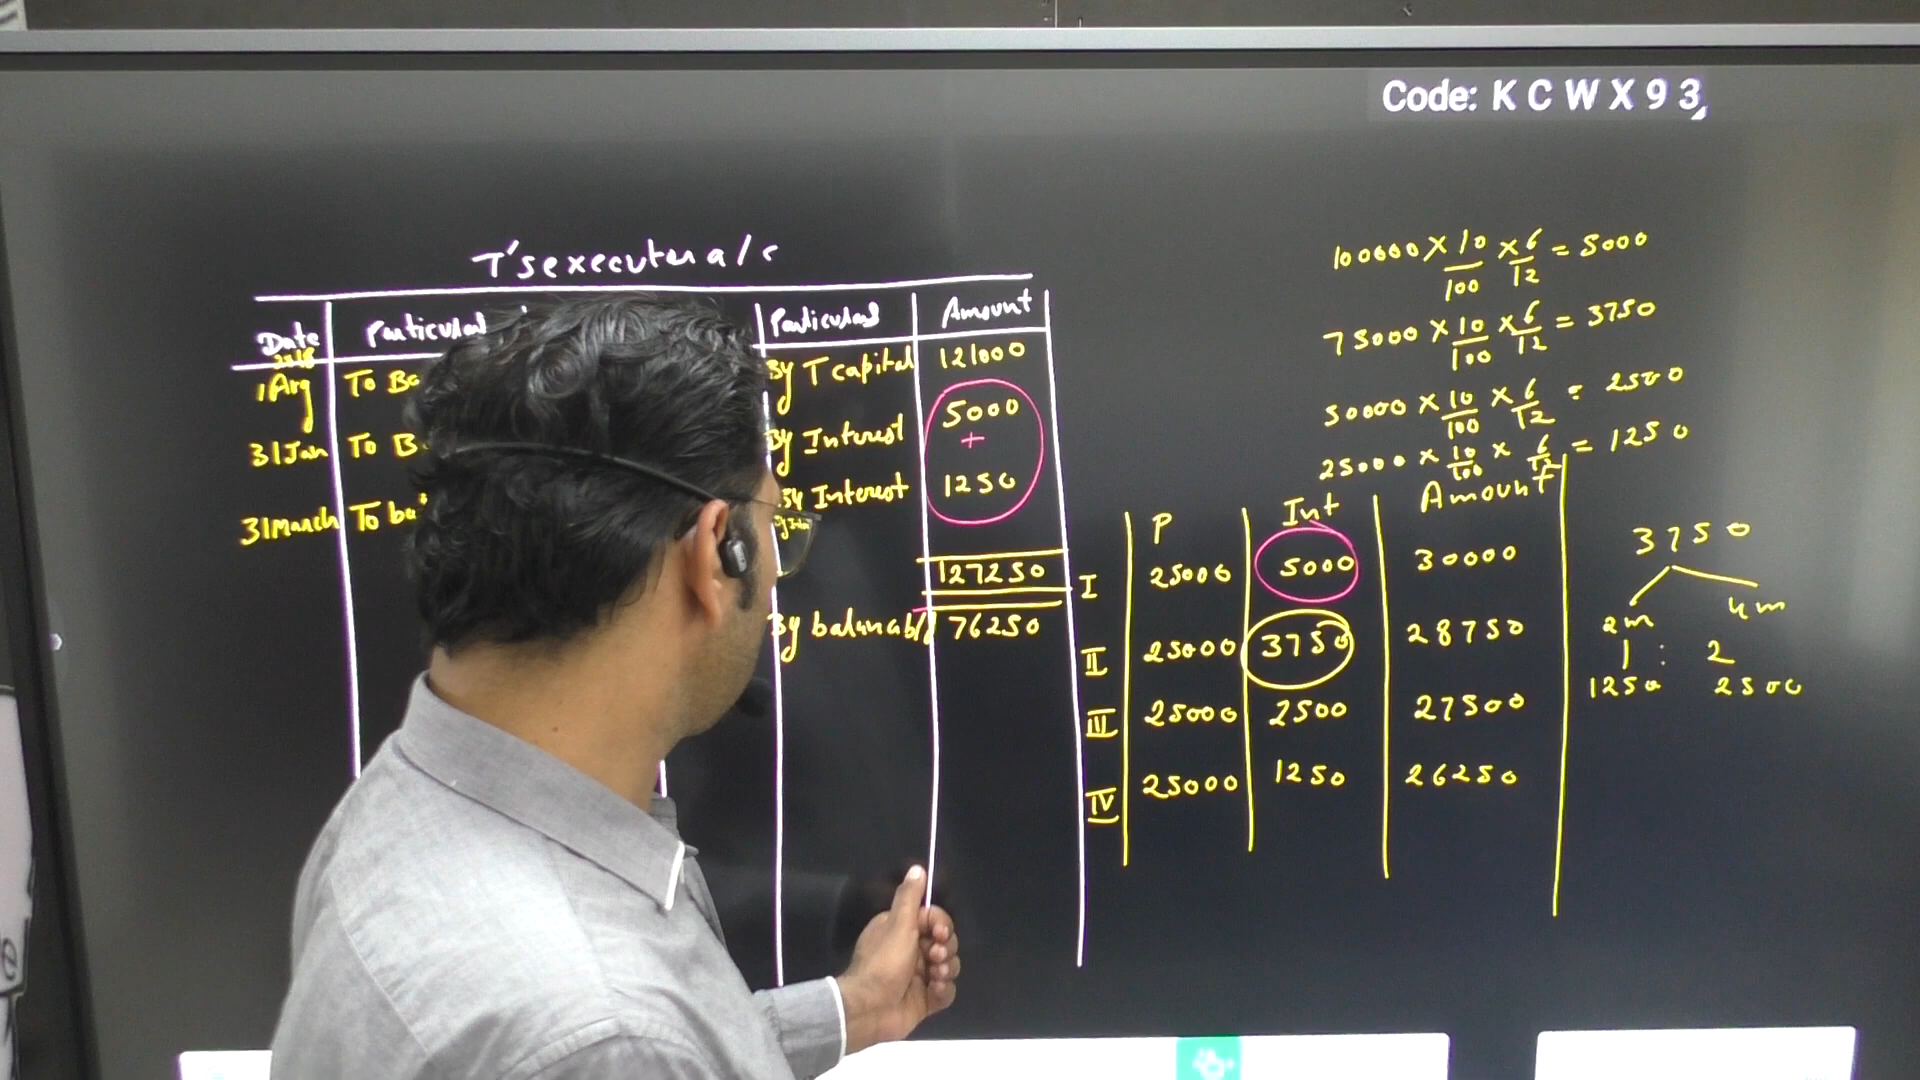 Code: K C W X 9 3
T's executer a/c
Date Particular Particulars Amount
2018
1 Aug To Ba By T capital 121000
31 Jan To B By Interest 5000
+
By Interest 1250
31 March To ba
127250
By balance b/d 76250
100000 × 10/100 × 6/12 = 5000
75000 × 10/100 × 6/12 = 3750
50000 × 10/100 × 6/12 = 2500
25000 × 10/100 × 6/12 = 1250
P Int Amount
I 25000 5000 30000
II 25000 3750 28750
III 25000 2500 27500
IV 25000 1250 26250
3750
2m 4m
1 : 2
1250 2500